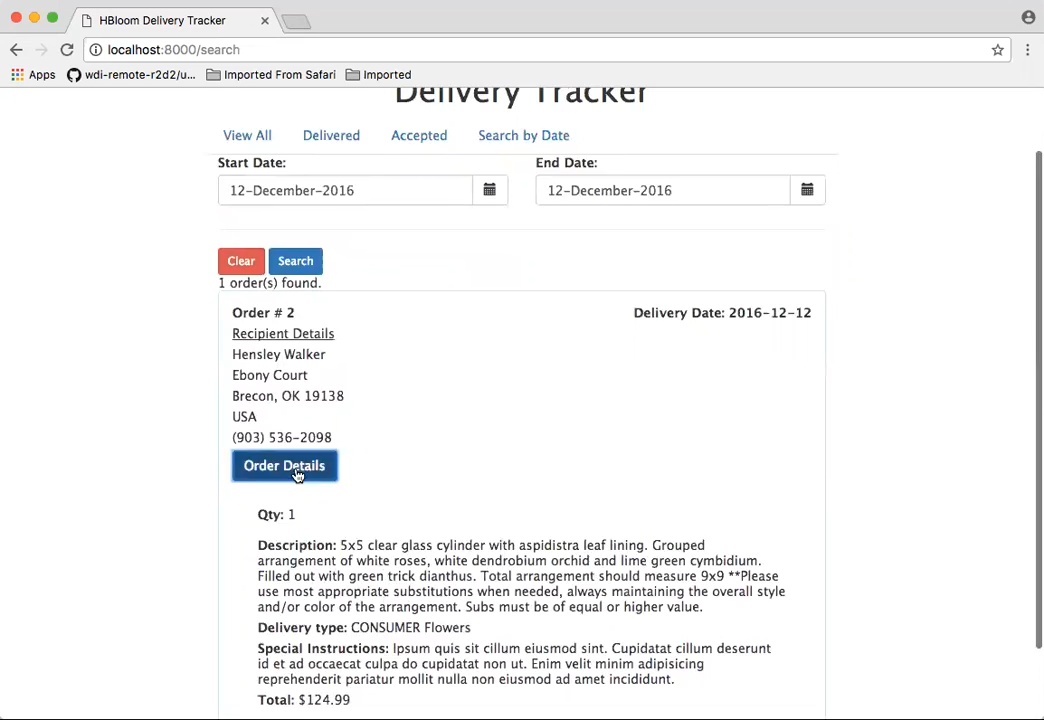 HBloom Delivery Tracker
localhost:8000/search
Apps wdi-remote-r2d2/u... Imported From Safari Imported
Delivery Tracker
View All Delivered Accepted Search by Date
Start Date: End Date:
12-December-2016 12-December-2016
Clear Search
1 order(s) found.
Order # 2 Delivery Date: 2016-12-12
Recipient Details
Hensley Walker
Ebony Court
Brecon, OK 19138
USA
(903) 536-2098
Order Details
Qty: 1
Description: 5x5 clear glass cylinder with aspidistra leaf lining. Grouped
arrangement of white roses, white dendrobium orchid and lime green cymbidium.
Filled out with green trick dianthus. Total arrangement should measure 9x9 **Please
use most appropriate substitutions when needed, always maintaining the overall style
and/or color of the arrangement. Subs must be of equal or higher value.
Delivery type: CONSUMER Flowers
Special Instructions: Ipsum quis sit cillum eiusmod sint. Cupidatat cillum deserunt
id et ad occaecat culpa do cupidatat non ut. Enim velit minim adipisicing
reprehenderit pariatur mollit nulla non eiusmod ad amet incididunt.
Total: $124.99